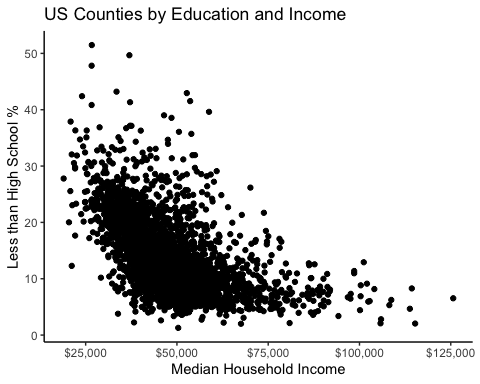 US Counties by Education and Income
Less than High School %
50
40
30
20
10
0
$25,000 $50,000 $75,000 $100,000 $125,000
Median Household Income